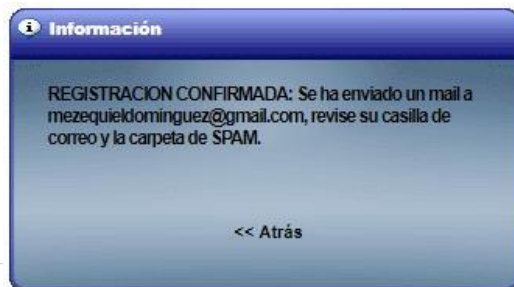 Información
REGISTRACION CONFIRMADA: Se ha enviado un mail a
mezequieldominguez@gmail.com, revise su casilla de
correo y la carpeta de SPAM.
<< Atrás